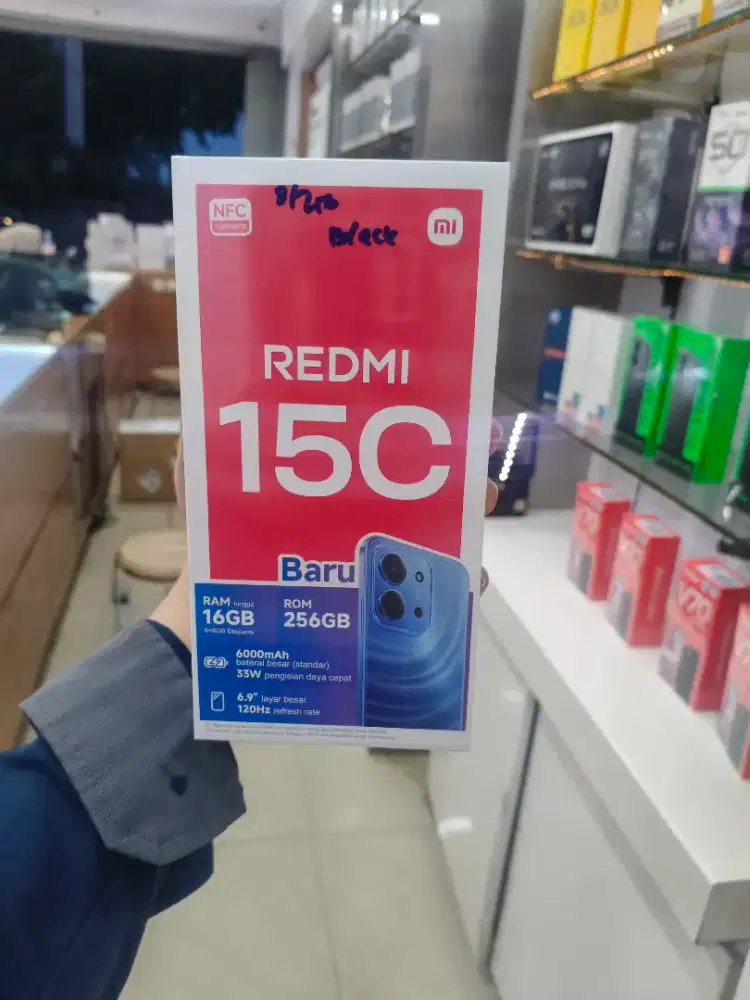 NFC
8/256
Black
mi
REDMI
15C
Baru
RAM hingga
16GB
8+8GB Ekspansi
ROM
256GB
6000mAh
baterai besar (standar)
33W pengisian daya cepat
6.9" layar besar
120Hz refresh rate